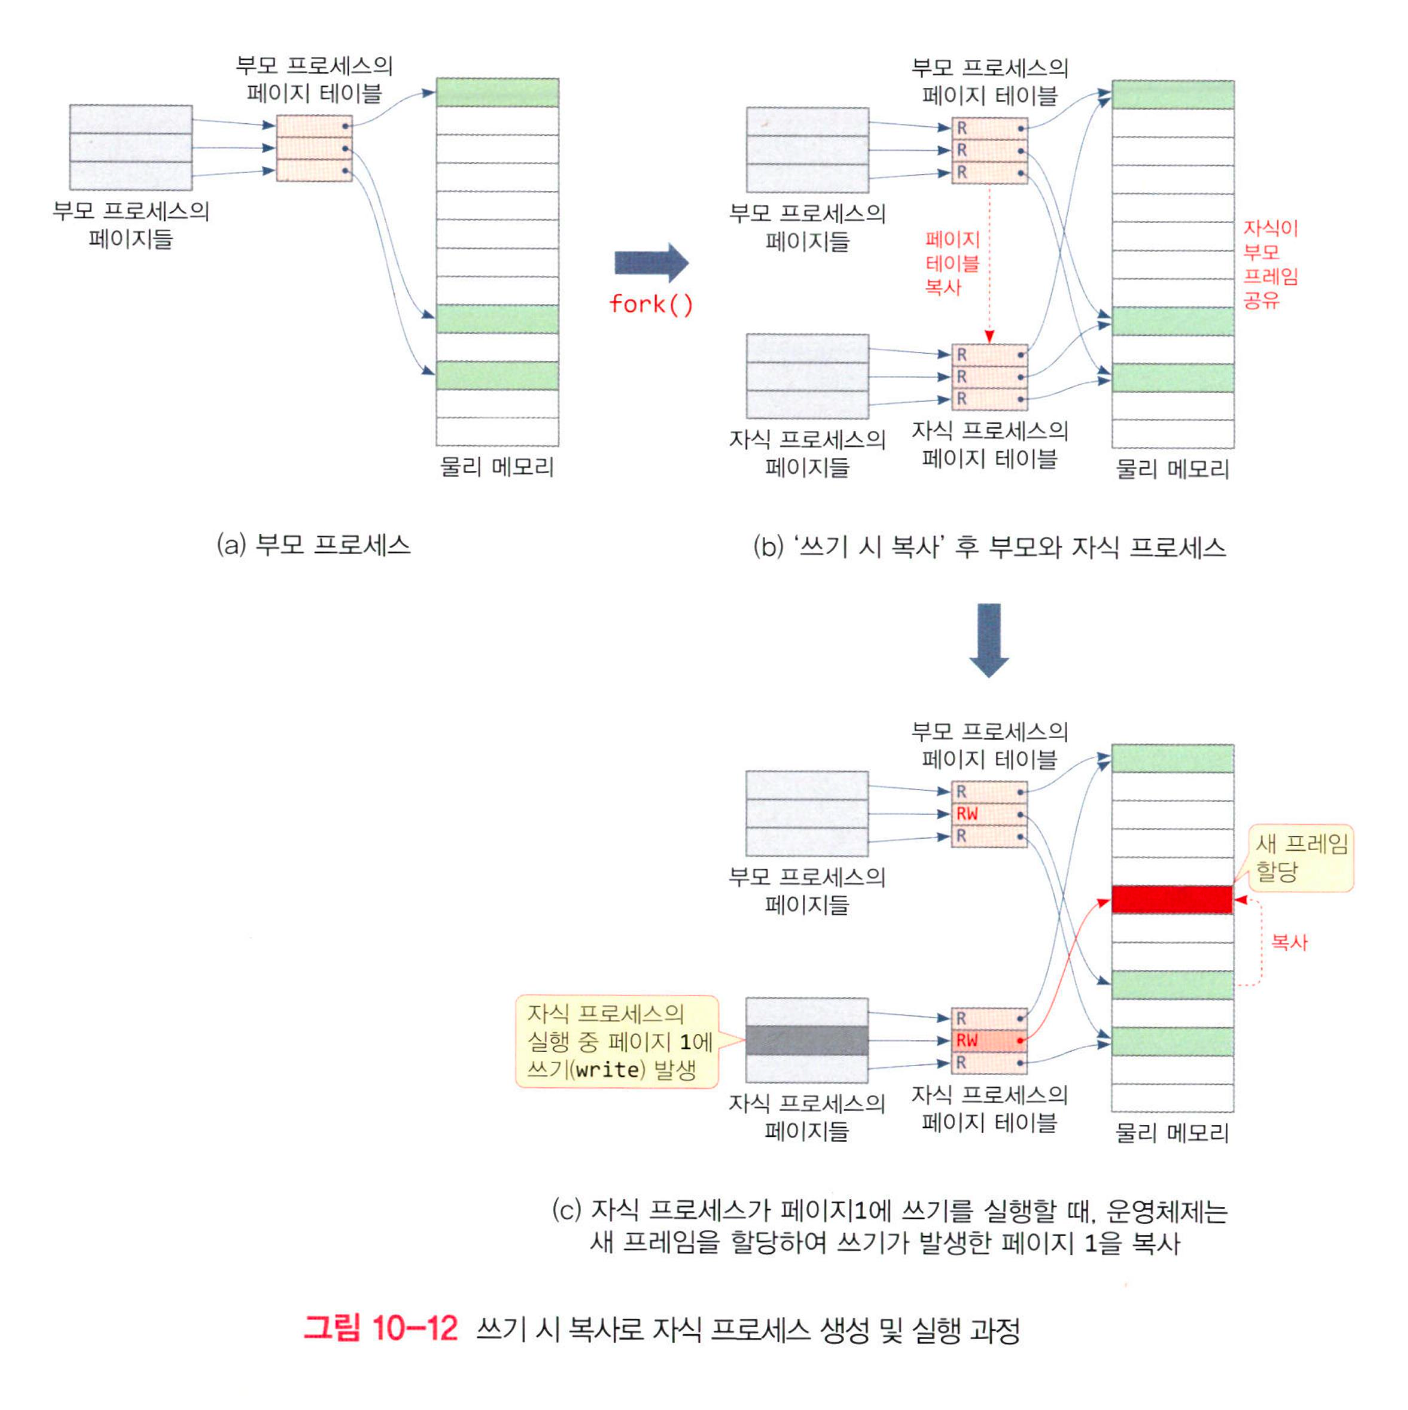 부모 프로세스의
페이지 테이블
부모 프로세스의
페이지들
물리 메모리
(a) 부모 프로세스
fork()
부모 프로세스의
페이지 테이블
R
R
R
부모 프로세스의
페이지들
페이지
테이블
복사
자식이
부모
프레임
공유
R
R
R
자식 프로세스의
페이지들
자식 프로세스의
페이지 테이블
물리 메모리
(b) ‘쓰기 시 복사’ 후 부모와 자식 프로세스
부모 프로세스의
페이지 테이블
R
RW
R
부모 프로세스의
페이지들
새 프레임
할당
복사
자식 프로세스의
실행 중 페이지 1에
쓰기(write) 발생
R
RW
R
자식 프로세스의
페이지들
자식 프로세스의
페이지 테이블
물리 메모리
(c) 자식 프로세스가 페이지1에 쓰기를 실행할 때, 운영체제는
새 프레임을 할당하여 쓰기가 발생한 페이지 1을 복사
그림 10-12 쓰기 시 복사로 자식 프로세스 생성 및 실행 과정